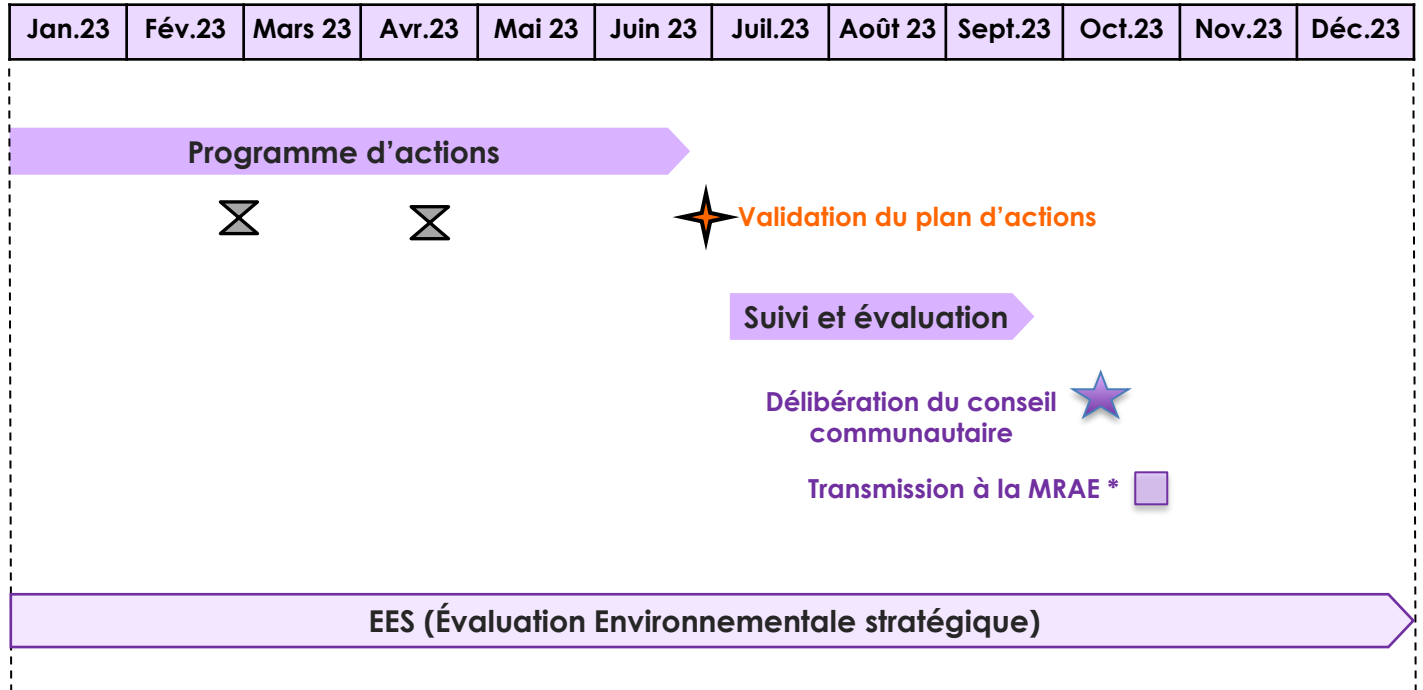 Jan.23 Fév.23 Mars 23 Avr.23 Mai 23 Juin 23 Juil.23 Août 23 Sept.23 Oct.23 Nov.23 Déc.23
Programme d’actions
Validation du plan d’actions
Suivi et évaluation
Délibération du conseil
communautaire
Transmission à la MRAE *
EES (Évaluation Environnementale stratégique)